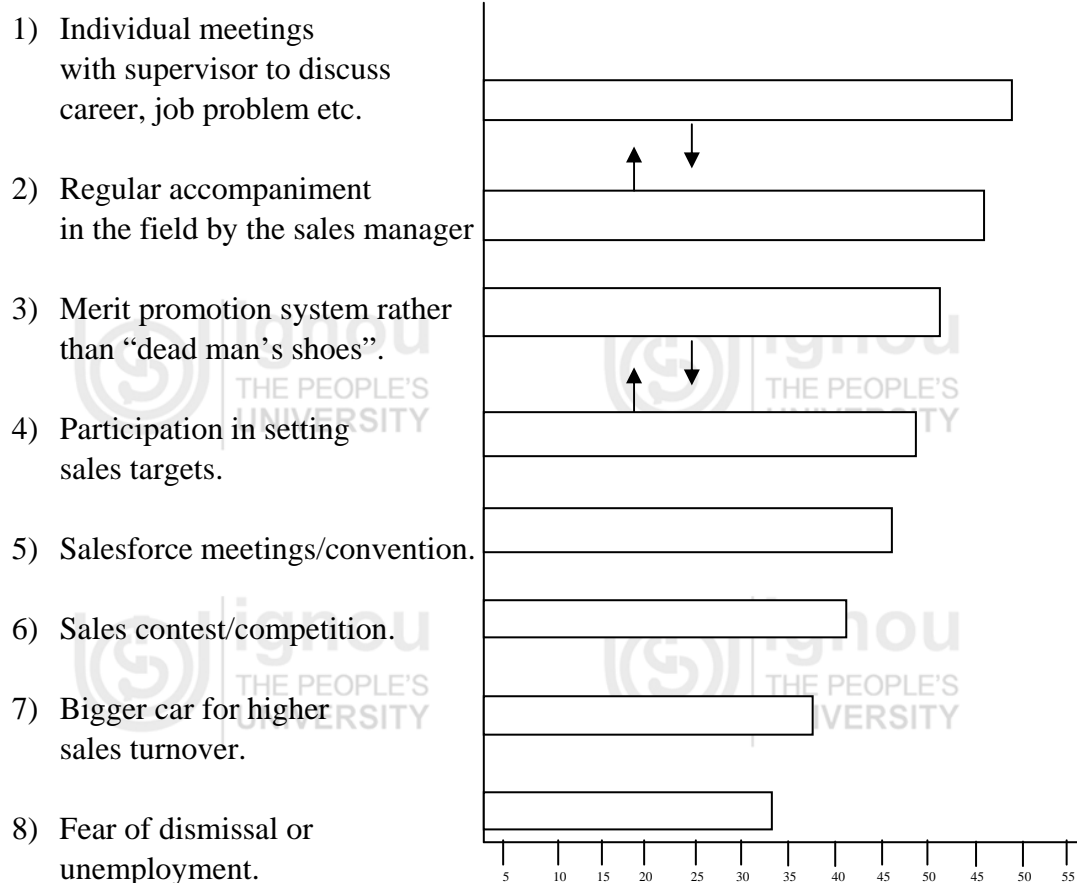 1) Individual meetings
with supervisor to discuss
career, job problem etc.
2) Regular accompaniment
in the field by the sales manager
3) Merit promotion system rather
than “dead man’s shoes”.
ignou
THE PEOPLE'S
UNIVERSITY
ignou
THE PEOPLE'S
UNIVERSITY
4) Participation in setting
sales targets.
5) Salesforce meetings/convention.
6) Sales contest/competition.
ignou
THE PEOPLE'S
UNIVERSITY
ignou
THE PEOPLE'S
UNIVERSITY
7) Bigger car for higher
sales turnover.
8) Fear of dismissal or
unemployment.
5 10 15 20 30 30 35 40 45 50 45 50 55